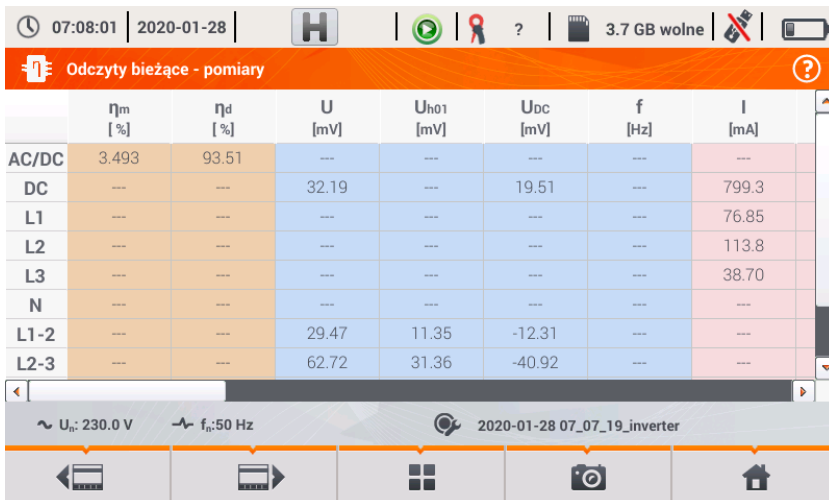 07:08:01 2020-01-28 H ? 3.7 GB wolne
Odczyty bieżące - pomiary ?
ηm ηd U Uh01 UDC f I
[ %] [ %] [mV] [mV] [mV] [Hz] [mA]
AC/DC 3.493 93.51 --- --- --- --- ---
DC --- --- 32.19 --- 19.51 --- 799.3
L1 --- --- --- --- --- --- 76.85
L2 --- --- --- --- --- --- 113.8
L3 --- --- --- --- --- --- 38.70
N --- --- --- --- --- --- ---
L1-2 --- --- 29.47 11.35 -12.31 --- ---
L2-3 --- --- 62.72 31.36 -40.92 --- ---
Un: 230.0 V fn:50 Hz 2020-01-28 07_07_19_inverter